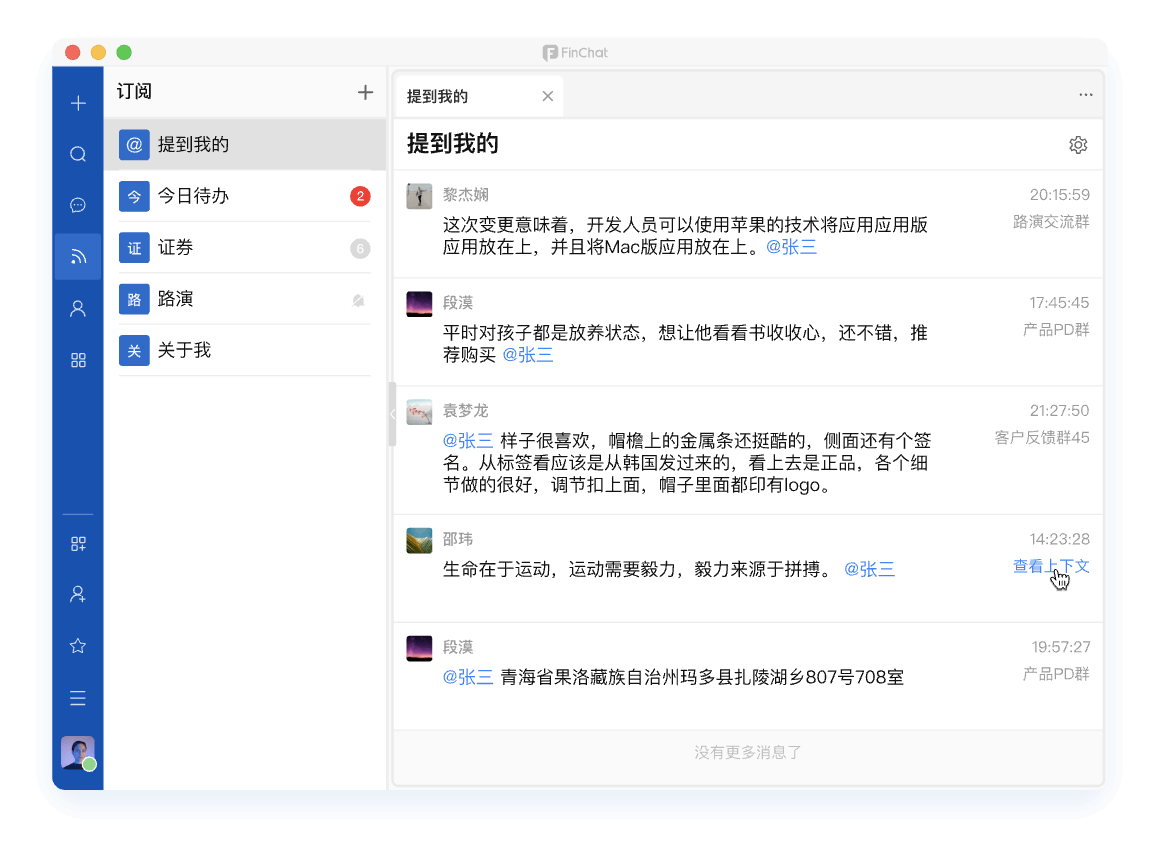 FinChat
订阅
@ 提到我的
今 今日待办 2
证 证券 6
路 路演
关 关于我
提到我的
提到我的
黎杰娴 20:15:59
路演交流群
这次变更意味着，开发人员可以使用苹果的技术将应用应用版
应用放在上，并且将Mac版应用放在上。@张三
段漠 17:45:45
产品PD群
平时对孩子都是放养状态，想让他看看书收收心，还不错，推
荐购买 @张三
袁梦龙 21:27:50
客户反馈群45
@张三 样子很喜欢，帽檐上的金属条还挺酷的，侧面还有个签
名。从标签看应该是从韩国发过来的，看上去是正品，各个细
节做的很好，调节扣上面，帽子里面都印有logo。
邵玮 14:23:28
查看上下文
生命在于运动，运动需要毅力，毅力来源于拼搏。 @张三
段漠 19:57:27
产品PD群
@张三 青海省果洛藏族自治州玛多县扎陵湖乡807号708室
没有更多消息了